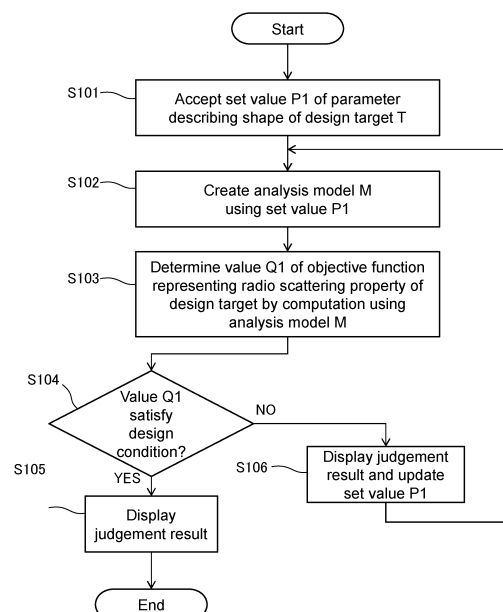 Start
S101
Accept set value P1 of parameter
describing shape of design target T
S102
Create analysis model M
using set value P1
S103
Determine value Q1 of objective function
representing radio scattering property of
design target by computation using
analysis model M
S104
Value Q1
satisfy
design
condition?
NO
YES
S105
Display
judgement result
S106
Display judgement
result and update
set value P1
End